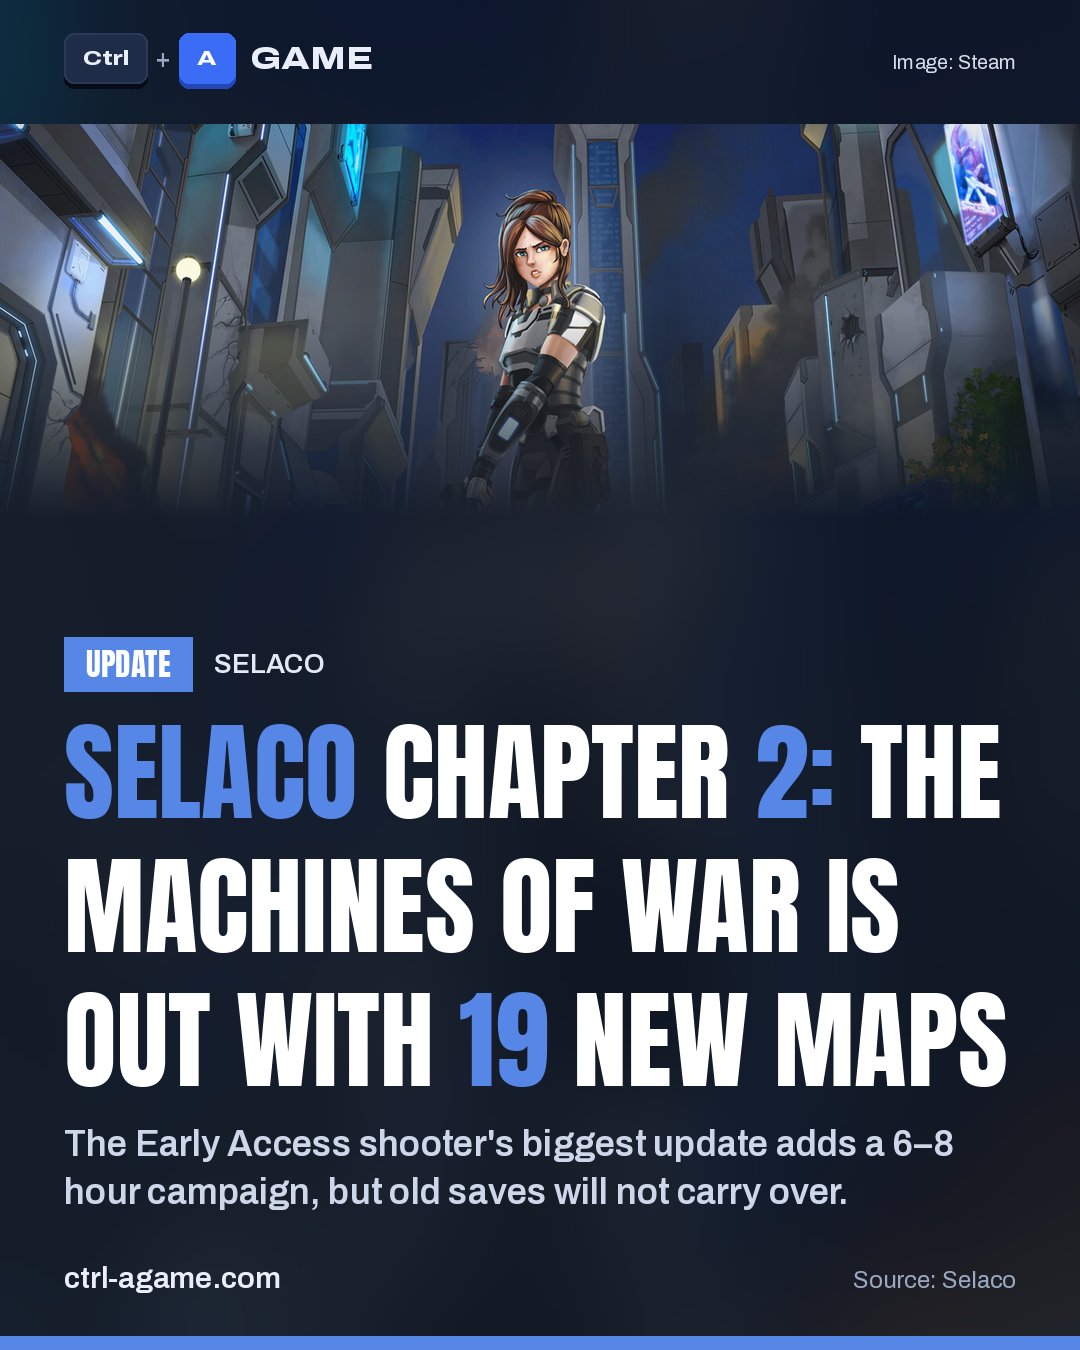 Ctrl + A GAME
Image: Steam
SPACEBIO
UPDATE SELACO
SELACO CHAPTER 2: THE
MACHINES OF WAR IS
OUT WITH 19 NEW MAPS
The Early Access shooter's biggest update adds a 6–8
hour campaign, but old saves will not carry over.
ctrl-agame.com
Source: Selaco